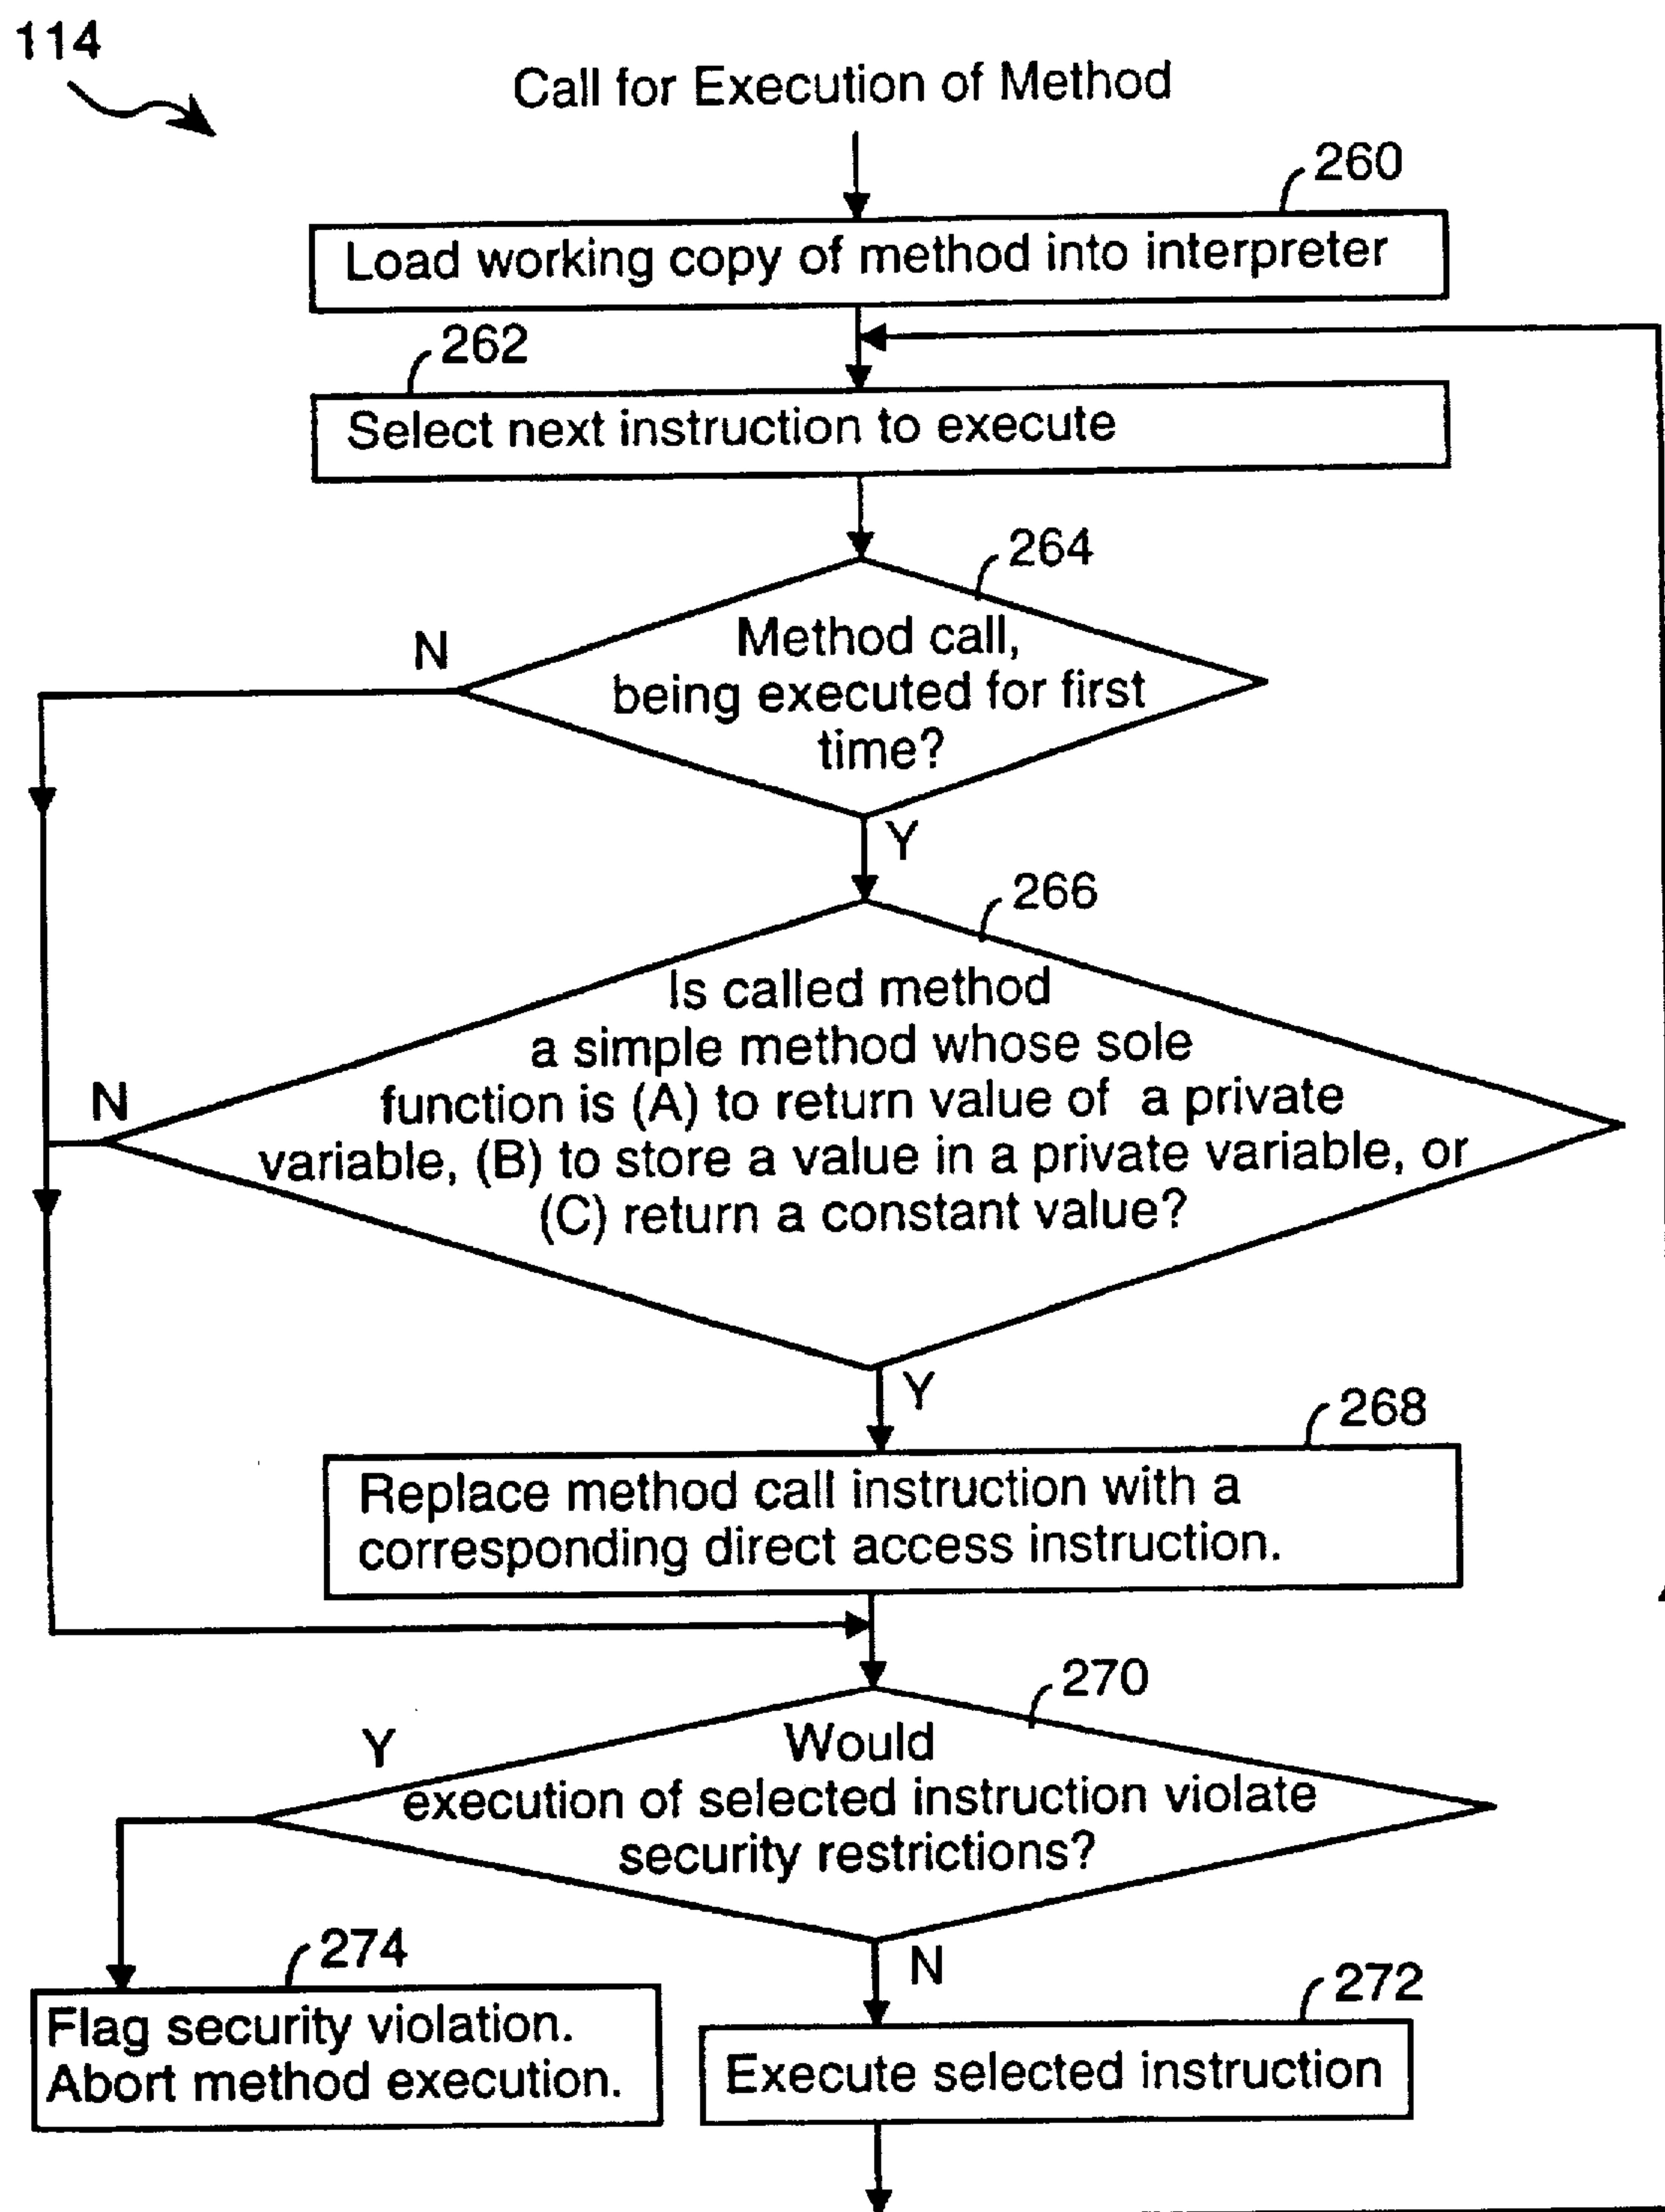 114
Call for Execution of Method
260
Load working copy of method into interpreter
262
Select next instruction to execute
264
N
Method call,
being executed for first
time?
Y
266
Is called method
a simple method whose sole
N
function is (A) to return value of a private
variable, (B) to store a value in a private variable, or
(C) return a constant value?
Y
268
Replace method call instruction with a
corresponding direct access instruction.
270
Y
Would
execution of selected instruction violate
security restrictions?
274
N
272
Flag security violation.
Abort method execution.
Execute selected instruction